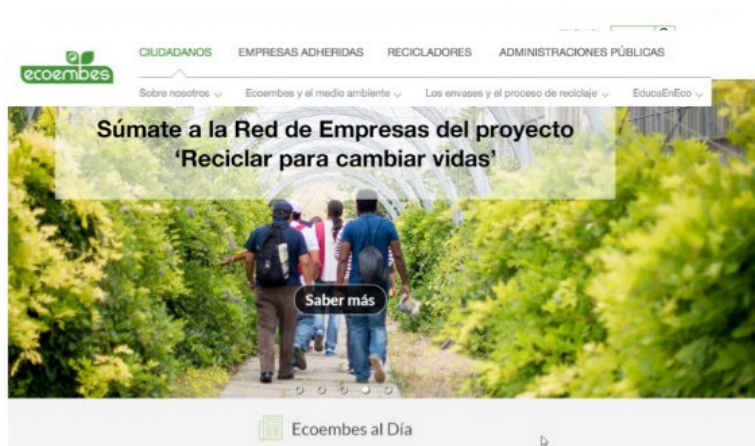 ecoembes
CIUDADANOS EMPRESAS ADHERIDAS RECICLADORES ADMINISTRACIONES PÚBLICAS
Sobre nosotros Ecoembes y el medio ambiente Los envases y el proceso de reciclaje EducaEnEco
Súmate a la Red de Empresas del proyecto
‘Reciclar para cambiar vidas’
Saber más
Ecoembes al Día